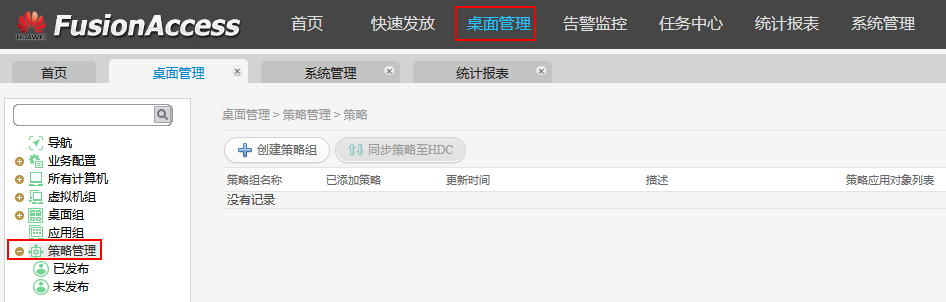 HUAWEI FusionAccess 首页 快速发放 桌面管理 告警监控 任务中心 统计报表 系统管理
首页 桌面管理 系统管理 统计报表
桌面管理 > 策略管理 > 策略
创建策略组 同步策略至HDC
策略组名称 已添加策略 更新时间 描述 策略应用对象列表
没有记录
导航
业务配置
所有计算机
虚拟机组
桌面组
应用组
策略管理
已发布
未发布